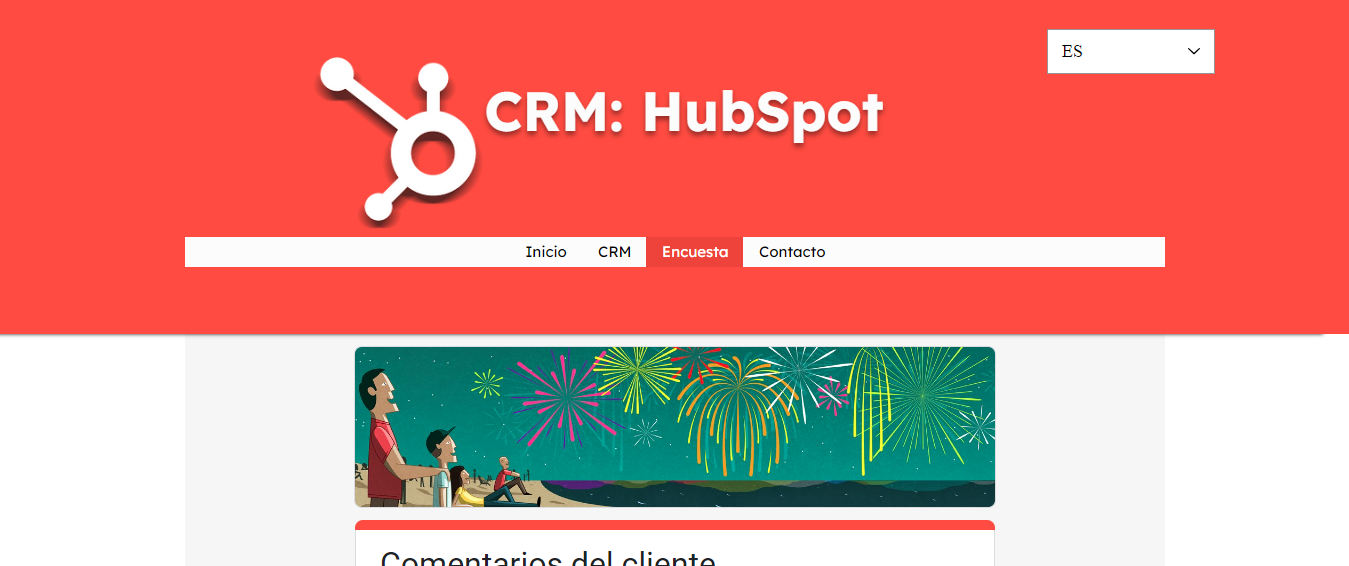 ES
CRM: HubSpot
Inicio CRM Encuesta Contacto
Comentarios del cliente